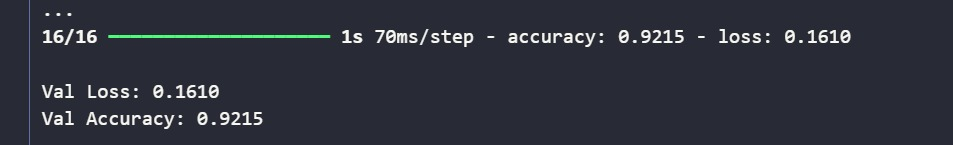 ...
16/16 ━━━━━━━━━━━━━━━━━━━━ 1s 70ms/step - accuracy: 0.9215 - loss: 0.1610
Val Loss: 0.1610
Val Accuracy: 0.9215